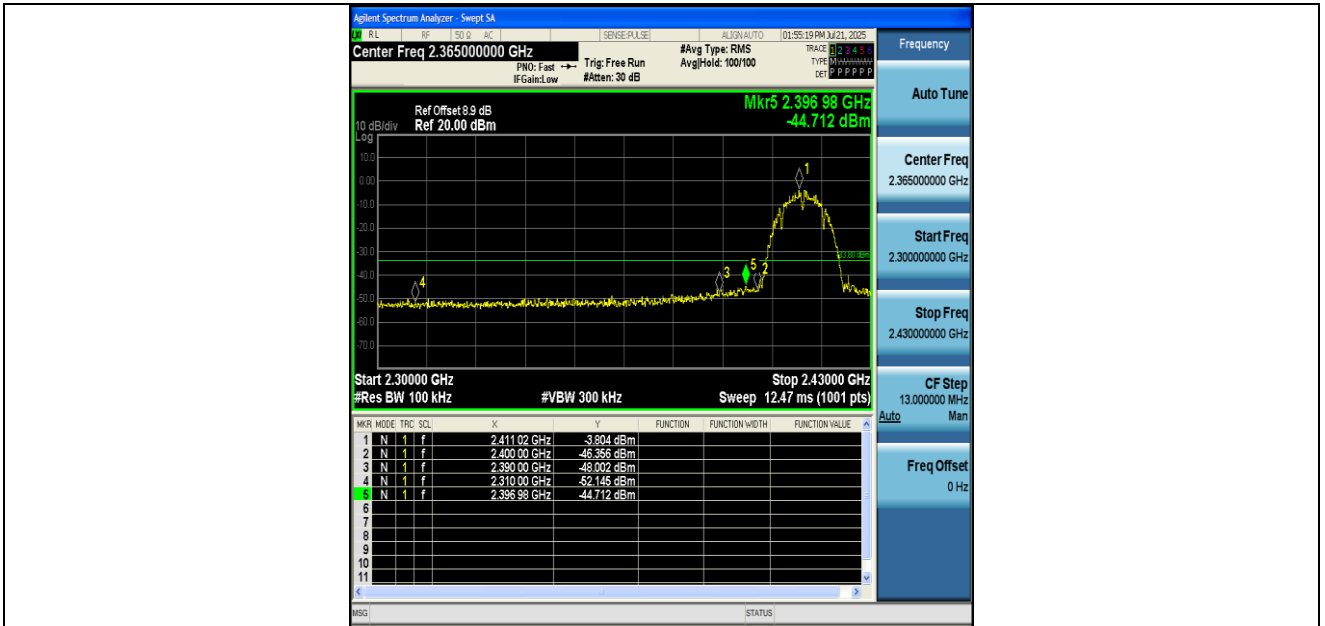 Agilent Spectrum Analyzer - Swept SA
RL RF 50 Ω AC SENSE:PULSE ALIGN AUTO 01:55:19 PM Jul 21, 2025
Center Freq 2.365000000 GHz
#Avg Type: RMS
TRACE 1 2 3 4 5 6
PNO: Fast
Trig: Free Run
Avg|Hold: 100/100
TYPE
IFGain:Low
#Atten: 30 dB
DET P P P P P P
Mkr5 2.396 98 GHz
-44.712 dBm
Ref Offset 8.9 dB
10 dB/div Ref 20.00 dBm
Log
10.0
0.00
-10.0
-20.0
-30.0
-40.0
-50.0
-60.0
-70.0
1
-33.80 dBm
4
3
5
2
Start 2.30000 GHz
Stop 2.43000 GHz
#Res BW 100 kHz
#VBW 300 kHz
Sweep 12.47 ms (1001 pts)
MKR MODE TRC SCL X Y FUNCTION FUNCTION WIDTH FUNCTION VALUE
1 N 1 f 2.411 02 GHz -3.804 dBm
2 N 1 f 2.400 00 GHz -46.356 dBm
3 N 1 f 2.390 00 GHz -48.002 dBm
4 N 1 f 2.310 00 GHz -52.145 dBm
5 N 1 f 2.396 98 GHz -44.712 dBm
6
7
8
9
10
11
MSG
STATUS
Frequency
Auto Tune
Center Freq
2.365000000 GHz
Start Freq
2.300000000 GHz
Stop Freq
2.430000000 GHz
CF Step
13.000000 MHz
Auto Man
Freq Offset
0 Hz